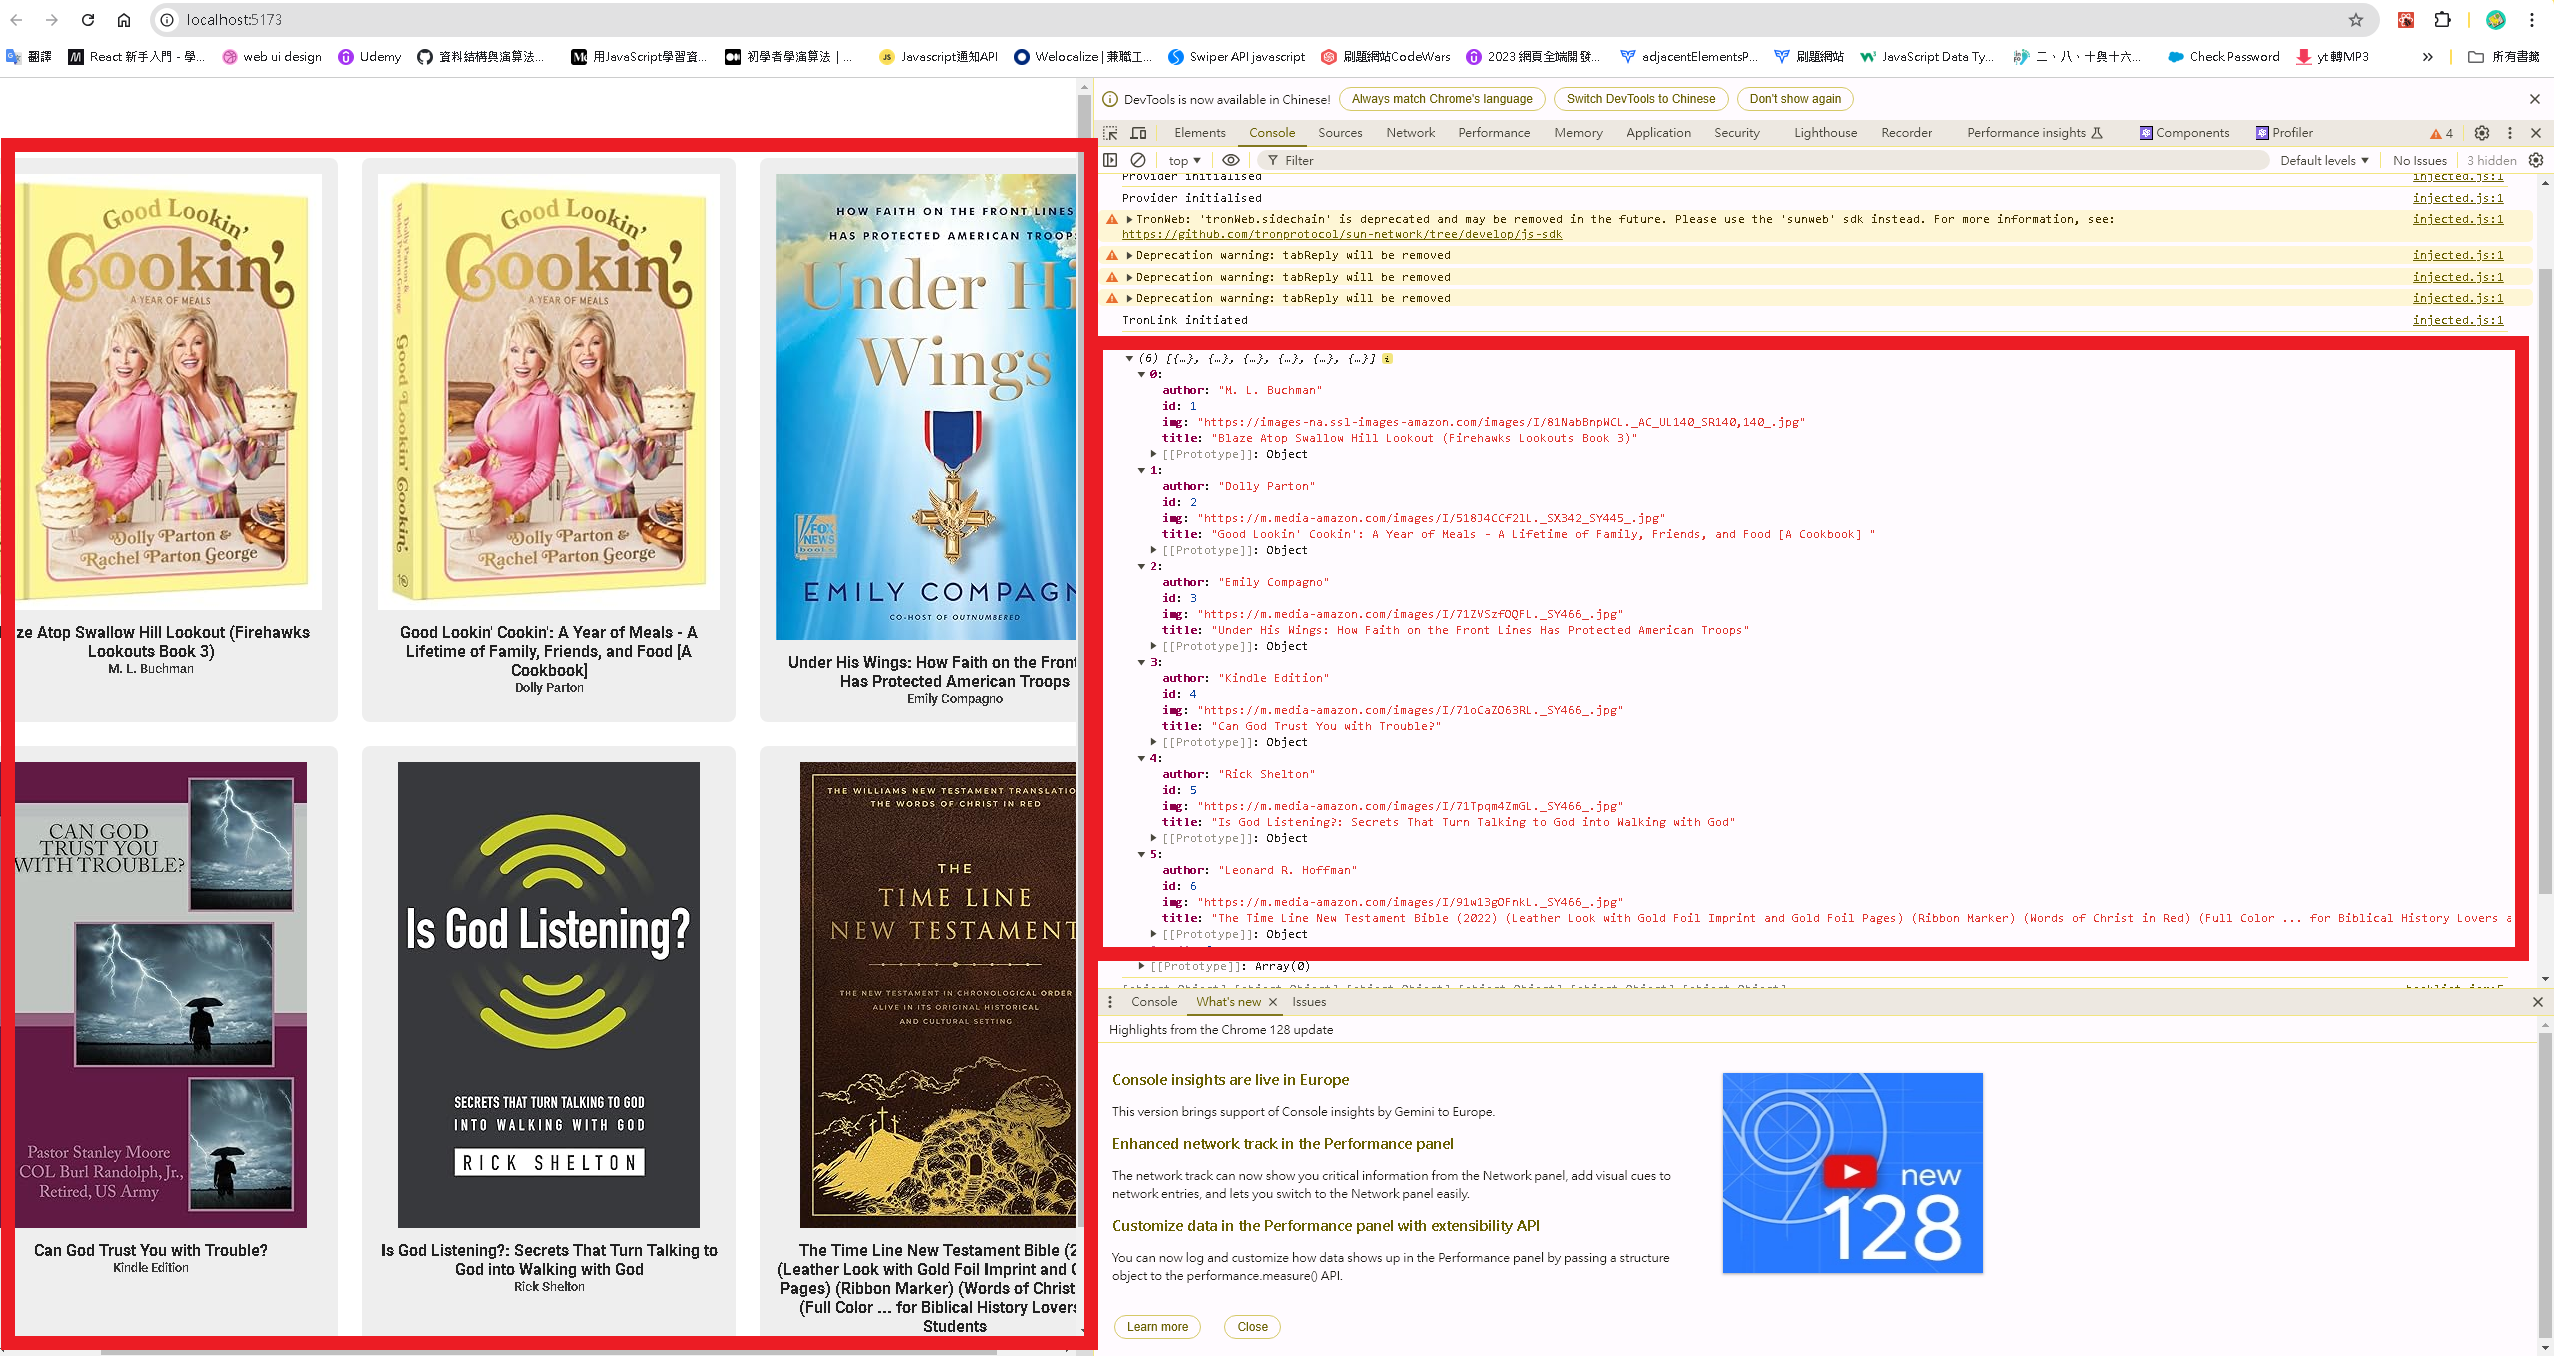 localhost:5173
翻譯
React 新手入門 - 學...
web ui design
Udemy
資料結構與演算法...
用JavaScript學習資...
初學者學演算法｜...
Javascript通知API
Welocalize | 兼職工...
Swiper API javascript
刷題網站CodeWars
2023 網頁全端開發...
adjacentElementsP...
刷題網站
JavaScript Data Ty...
二、八、十與十六...
Check Password
yt 轉MP3
所有書籤
DevTools is now available in Chinese!
Always match Chrome's language
Switch DevTools to Chinese
Don't show again
Elements
Console
Sources
Network
Performance
Memory
Application
Security
Lighthouse
Recorder
Performance insights
Components
Profiler
4
top
Filter
Default levels
No Issues
3 hidden
Provider initialised injected.js:1
Provider initialised injected.js:1
TronWeb: 'tronWeb.sidechain' is deprecated and may be removed in the future. Please use the 'sunweb' sdk instead. For more information, see: injected.js:1
https://github.com/tronprotocol/sun-network/tree/develop/js-sdk
Deprecation warning: tabReply will be removed injected.js:1
Deprecation warning: tabReply will be removed injected.js:1
Deprecation warning: tabReply will be removed injected.js:1
TronLink initiated injected.js:1
(6) [{…}, {…}, {…}, {…}, {…}, {…}]
0:
author: "M. L. Buchman"
id: 1
img: "https://images-na.ssl-images-amazon.com/images/I/81NabBnpWCL._AC_UL140_SR140,140_.jpg"
title: "Blaze Atop Swallow Hill Lookout (Firehawks Lookouts Book 3)"
[[Prototype]]: Object
1:
author: "Dolly Parton"
id: 2
img: "https://m.media-amazon.com/images/I/518J4CCf2lL._SX342_SY445_.jpg"
title: "Good Lookin' Cookin': A Year of Meals - A Lifetime of Family, Friends, and Food [A Cookbook] "
[[Prototype]]: Object
2:
author: "Emily Compagno"
id: 3
img: "https://m.media-amazon.com/images/I/71ZVSzfOQFL._SY466_.jpg"
title: "Under His Wings: How Faith on the Front Lines Has Protected American Troops"
[[Prototype]]: Object
3:
author: "Kindle Edition"
id: 4
img: "https://m.media-amazon.com/images/I/71oCaZO63RL._SY466_.jpg"
title: "Can God Trust You with Trouble?"
[[Prototype]]: Object
4:
author: "Rick Shelton"
id: 5
img: "https://m.media-amazon.com/images/I/71Tpqm4ZmGL._SY466_.jpg"
title: "Is God Listening?: Secrets That Turn Talking to God into Walking with God"
[[Prototype]]: Object
5:
author: "Leonard R. Hoffman"
id: 6
img: "https://m.media-amazon.com/images/I/91wl3gOFnkL._SY466_.jpg"
title: "The Time Line New Testament Bible (2022) (Leather Look with Gold Foil Imprint and Gold Foil Pages) (Ribbon Marker) (Words of Christ in Red) (Full Color ... for Biblical History Lovers a
[[Prototype]]: Object
[[Prototype]]: Array(0)
Console
What's new
Issues
Highlights from the Chrome 128 update
Console insights are live in Europe
This version brings support of Console insights by Gemini to Europe.
Enhanced network track in the Performance panel
The network track can now show you critical information from the Network panel, add visual cues to
network entries, and lets you switch to the Network panel easily.
Customize data in the Performance panel with extensibility API
You can now log and customize how data shows up in the Performance panel by passing a structure
object to the performance.measure() API.
Learn more
Close
new
128
Good Lookin'
Cookin'
A YEAR OF MEALS
Dolly Parton &
Rachel Parton George
ze Atop Swallow Hill Lookout (Firehawks
Lookouts Book 3)
M. L. Buchman
Dolly Parton &
Rachel Parton George
Good Lookin' Cookin'
Good Lookin'
Cookin'
A YEAR OF MEALS
Dolly Parton &
Rachel Parton George
Good Lookin' Cookin': A Year of Meals - A
Lifetime of Family, Friends, and Food [A
Cookbook]
Dolly Parton
HOW FAITH ON THE FRONT LINES
HAS PROTECTED AMERICAN TROOPS
Under Hi
Wings
FOX
NEWS
books
EMILY COMPAGN
CO-HOST OF OUTNUMBERED
Under His Wings: How Faith on the Front
Has Protected American Troops
Emily Compagno
CAN GOD
TRUST YOU
WITH TROUBLE?
Pastor Stanley Moore
COL Burl Randolph, Jr.,
Retired, US Army
Can God Trust You with Trouble?
Kindle Edition
Is God Listening?
SECRETS THAT TURN TALKING TO GOD
INTO WALKING WITH GOD
RICK SHELTON
Is God Listening?: Secrets That Turn Talking to
God into Walking with God
Rick Shelton
THE WILLIAMS NEW TESTAMENT TRANSLATIO
THE WORDS OF CHRIST IN RED
THE
TIME LINE
NEW TESTAMENT
THE NEW TESTAMENT IN CHRONOLOGICAL ORDER
ALIVE IN ITS ORIGINAL HISTORICAL
AND CULTURAL SETTING
The Time Line New Testament Bible (2
(Leather Look with Gold Foil Imprint and G
Pages) (Ribbon Marker) (Words of Christ
(Full Color ... for Biblical History Lovers
Students